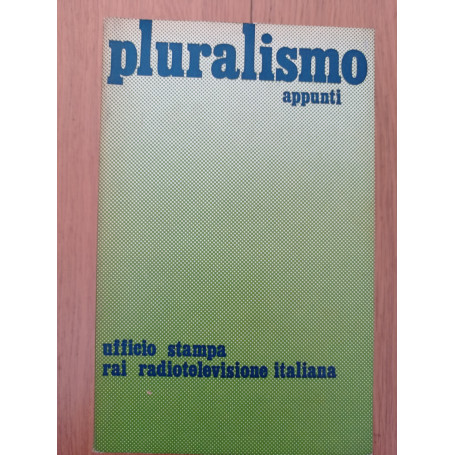 pluralismo
appunti
ufficio stampa
rai radiotelevisione italiana